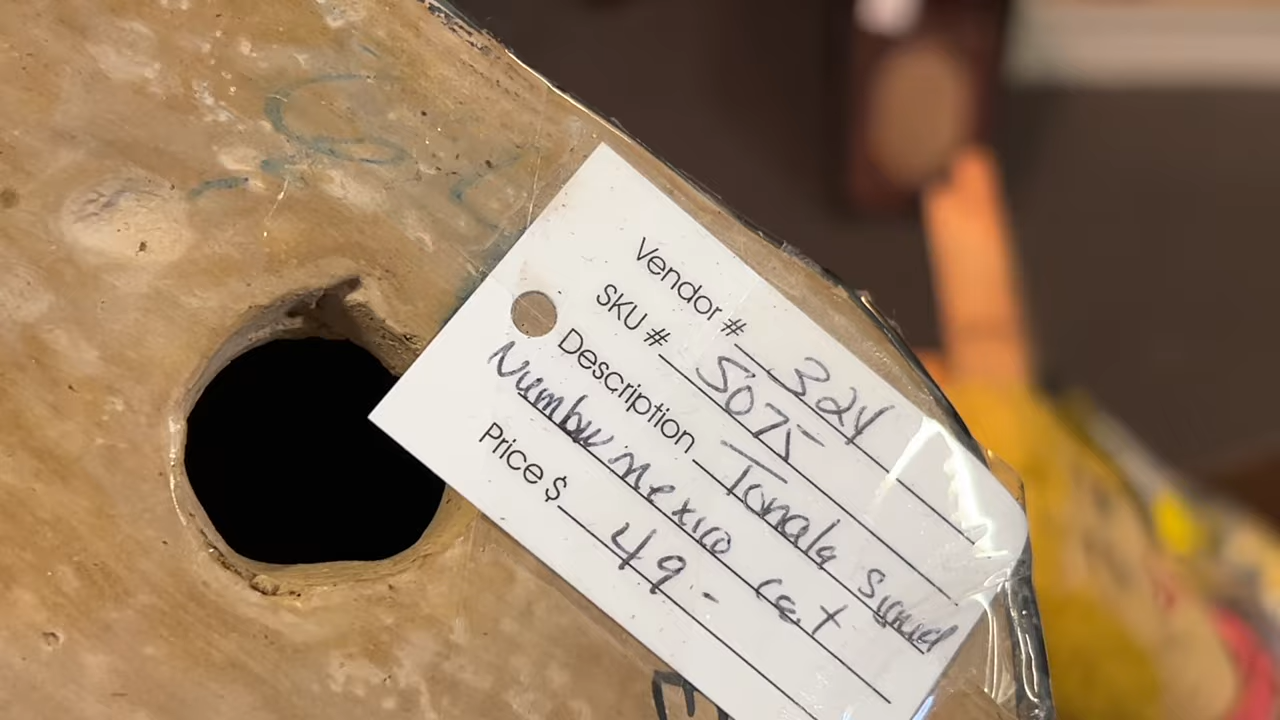 Vendor # 324
SKU # 5075
Description Tonala Signed
Number Mexico Cat
Price $ 49.-